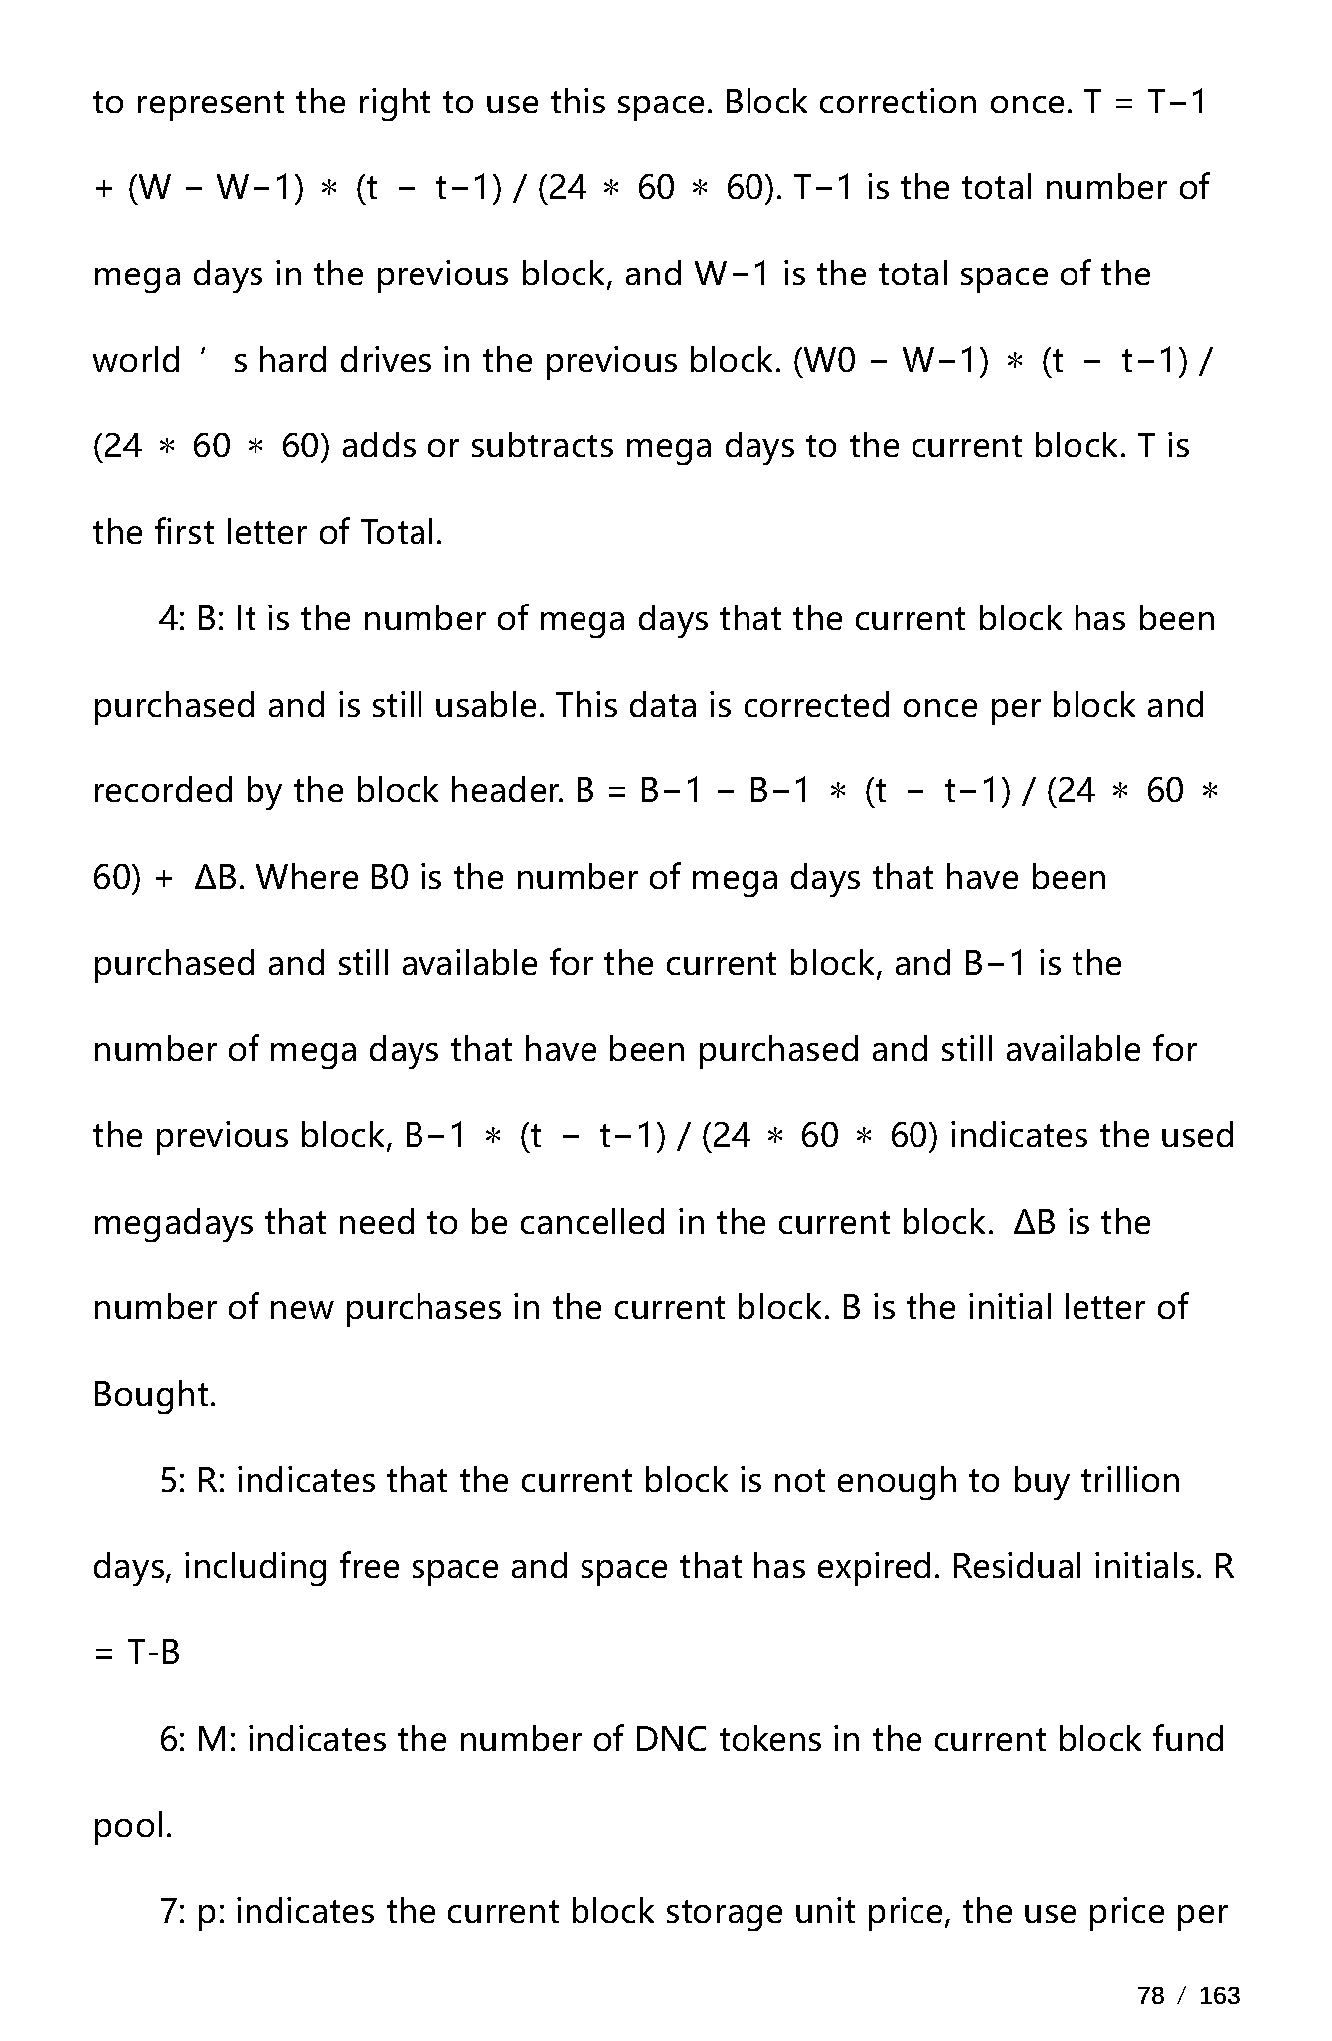 to represent the right to use this space. Block correction once. T = T−1
+ (W − W−1) ∗ (t − t−1) / (24 ∗ 60 ∗ 60). T−1 is the total number of
mega days in the previous block, and W−1 is the total space of the
world ′ s hard drives in the previous block. (W0 − W−1) ∗ (t − t−1) /
(24 ∗ 60 ∗ 60) adds or subtracts mega days to the current block. T is
the first letter of Total.
4: B: It is the number of mega days that the current block has been
purchased and is still usable. This data is corrected once per block and
recorded by the block header. B = B−1 − B−1 ∗ (t − t−1) / (24 ∗ 60 ∗
60) + ΔB. Where B0 is the number of mega days that have been
purchased and still available for the current block, and B−1 is the
number of mega days that have been purchased and still available for
the previous block, B−1 ∗ (t − t−1) / (24 ∗ 60 ∗ 60) indicates the used
megadays that need to be cancelled in the current block. ΔB is the
number of new purchases in the current block. B is the initial letter of
Bought.
5: R: indicates that the current block is not enough to buy trillion
days, including free space and space that has expired. Residual initials. R
= T-B
6: M: indicates the number of DNC tokens in the current block fund
pool.
7: p: indicates the current block storage unit price, the use price per
78 / 163